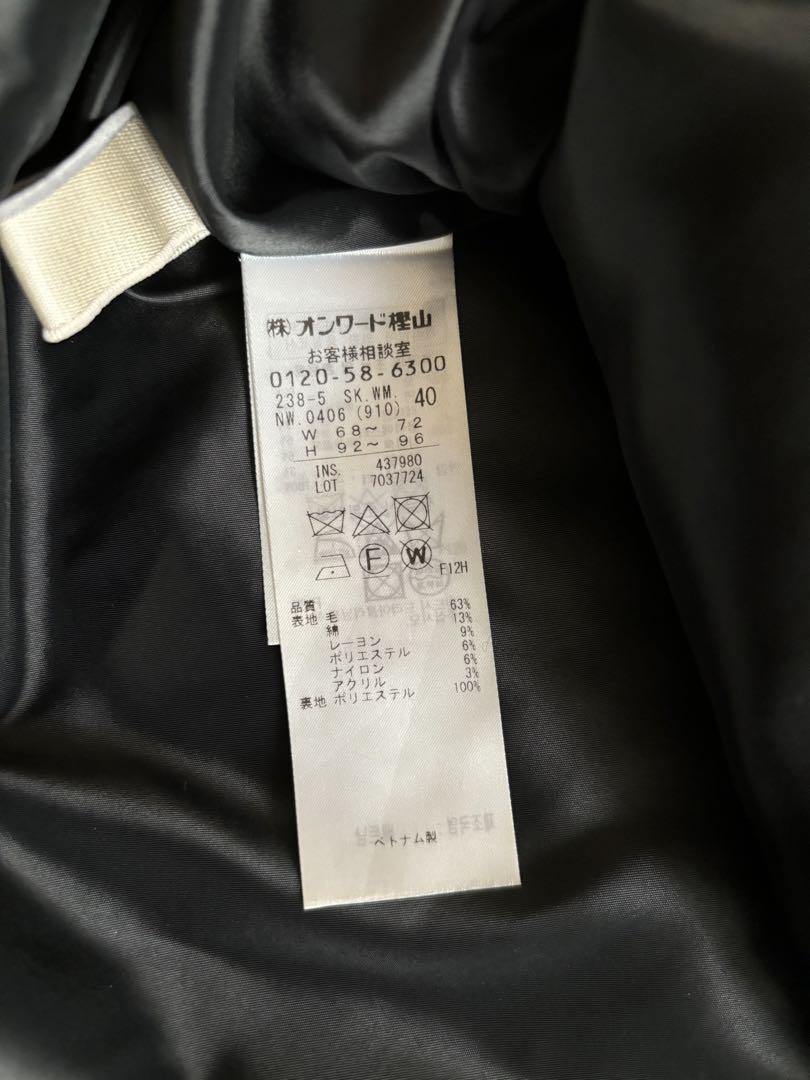 ㈱オンワード樫山
お客様相談室
0120-58-6300
238-5 SK.WM. 40
NW.0406 (910)
W 68～ 72
H 92～ 96
INS. 437980
LOT 7037724
F W F12H
品質
表地 毛 63%
綿 13%
レーヨン 9%
ポリエステル 6%
ナイロン 6%
アクリル 3%
裏地 ポリエステル 100%
ベトナム製